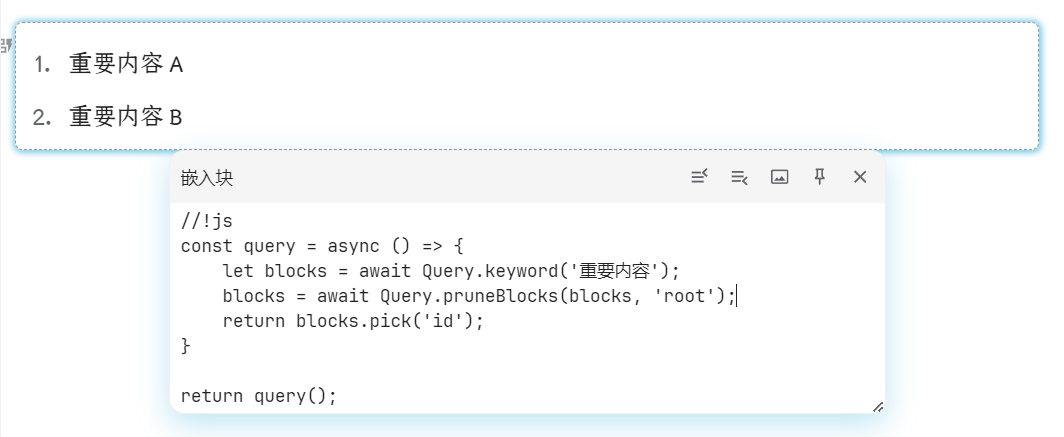 1. 重要内容 A
2. 重要内容 B
嵌入块
//!js
const query = async () => {
    let blocks = await Query.keyword('重要内容');
    blocks = await Query.pruneBlocks(blocks, 'root');
    return blocks.pick('id');
}
return query();